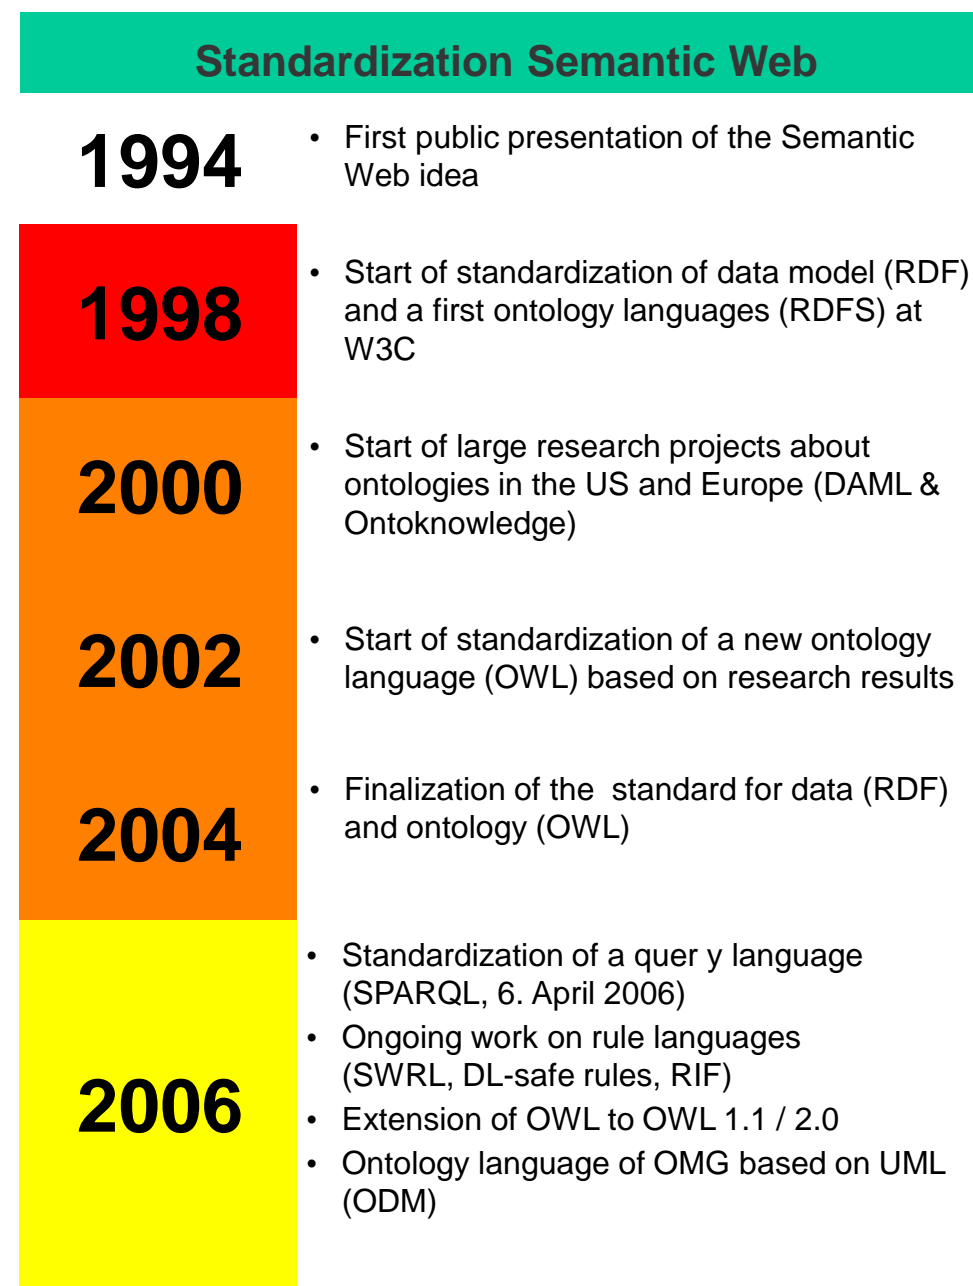 Standardization Semantic Web
1994
• First public presentation of the Semantic
Web idea
1998
• Start of standardization of data model (RDF)
and a first ontology languages (RDFS) at
W3C
2000
• Start of large research projects about
ontologies in the US and Europe (DAML &
Ontoknowledge)
2002
• Start of standardization of a new ontology
language (OWL) based on research results
2004
• Finalization of the  standard for data (RDF)
and ontology (OWL)
2006
• Standardization of a quer y language
(SPARQL, 6. April 2006)
• Ongoing work on rule languages
(SWRL, DL-safe rules, RIF)
• Extension of OWL to OWL 1.1 / 2.0
• Ontology language of OMG based on UML
(ODM)